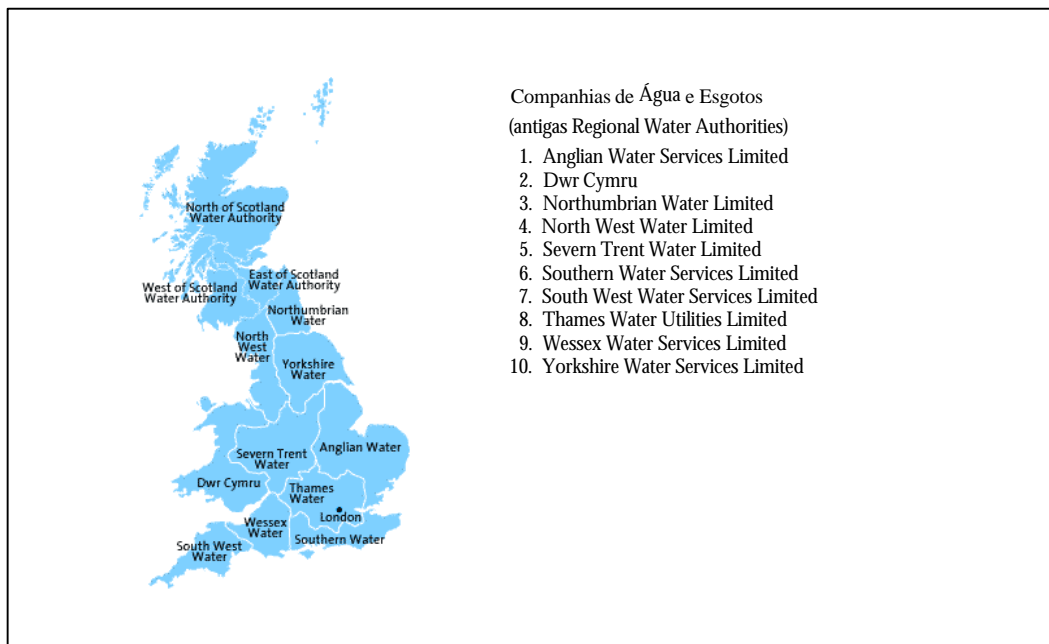 Companhias de Água e Esgotos
(antigas Regional Water Authorities)
1. Anglian Water Services Limited
2. Dwr Cymru
3. Northumbrian Water Limited
4. North West Water Limited
5. Severn Trent Water Limited
6. Southern Water Services Limited
7. South West Water Services Limited
8. Thames Water Utilities Limited
9. Wessex Water Services Limited
10. Yorkshire Water Services Limited
North of Scotland
Water Authority
East of Scotland
Water Authority
West of Scotland
Water Authority
Northumbrian
Water
North
West
Water
Yorkshire
Water
Anglian Water
Severn Trent
Water
Dwr Cymru
Thames
Water
London
Wessex
Water
Southern Water
South West
Water